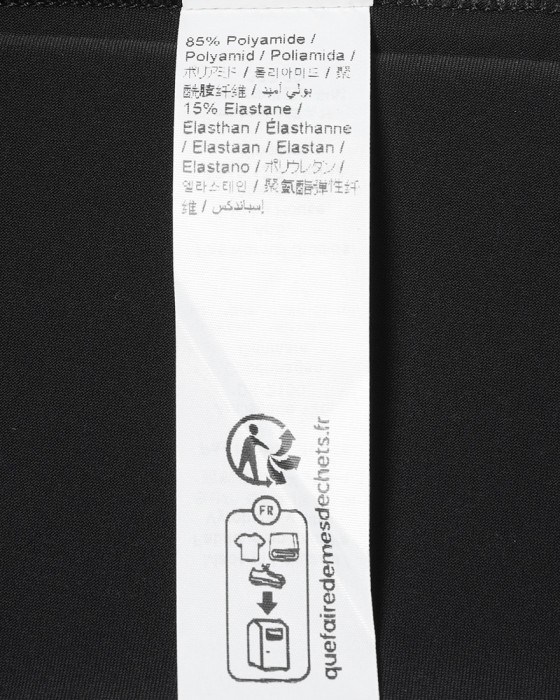 85% Polyamide /
Polyamid / Poliamida /
ポリアミド / 폴리아미드 / 聚
酰胺纤维 / بولي أميد
15% Elastane /
Elasthan / Élasthanne
/ Elastaan / Elastan /
Elastano / ポリウレタン /
엘라스테인 / 聚氨酯弹性纤
维 / إسباندكس
FR
quefairedemesdechets.fr